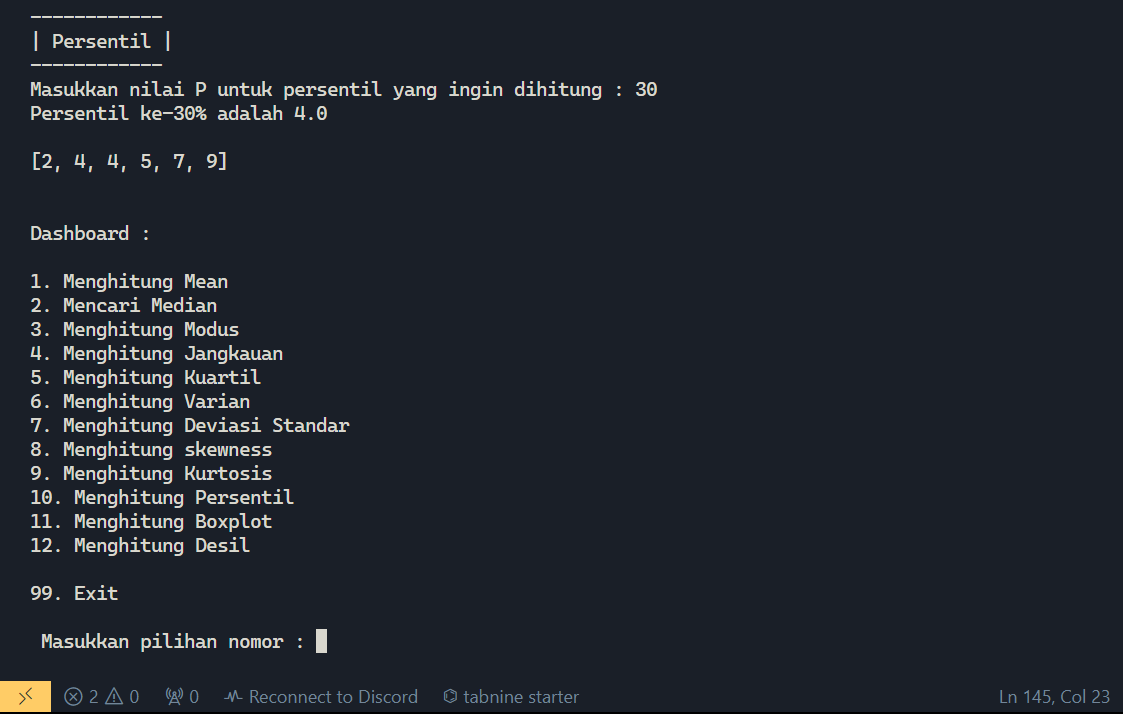 ------------
| Persentil |
------------
Masukkan nilai P untuk persentil yang ingin dihitung : 30
Persentil ke-30% adalah 4.0
[2, 4, 4, 5, 7, 9]
Dashboard :
1. Menghitung Mean
2. Mencari Median
3. Menghitung Modus
4. Menghitung Jangkauan
5. Menghitung Kuartil
6. Menghitung Varian
7. Menghitung Deviasi Standar
8. Menghitung skewness
9. Menghitung Kurtosis
10. Menghitung Persentil
11. Menghitung Boxplot
12. Menghitung Desil
99. Exit
Masukkan pilihan nomor :
2 0 0 Reconnect to Discord tabnine starter Ln 145, Col 23